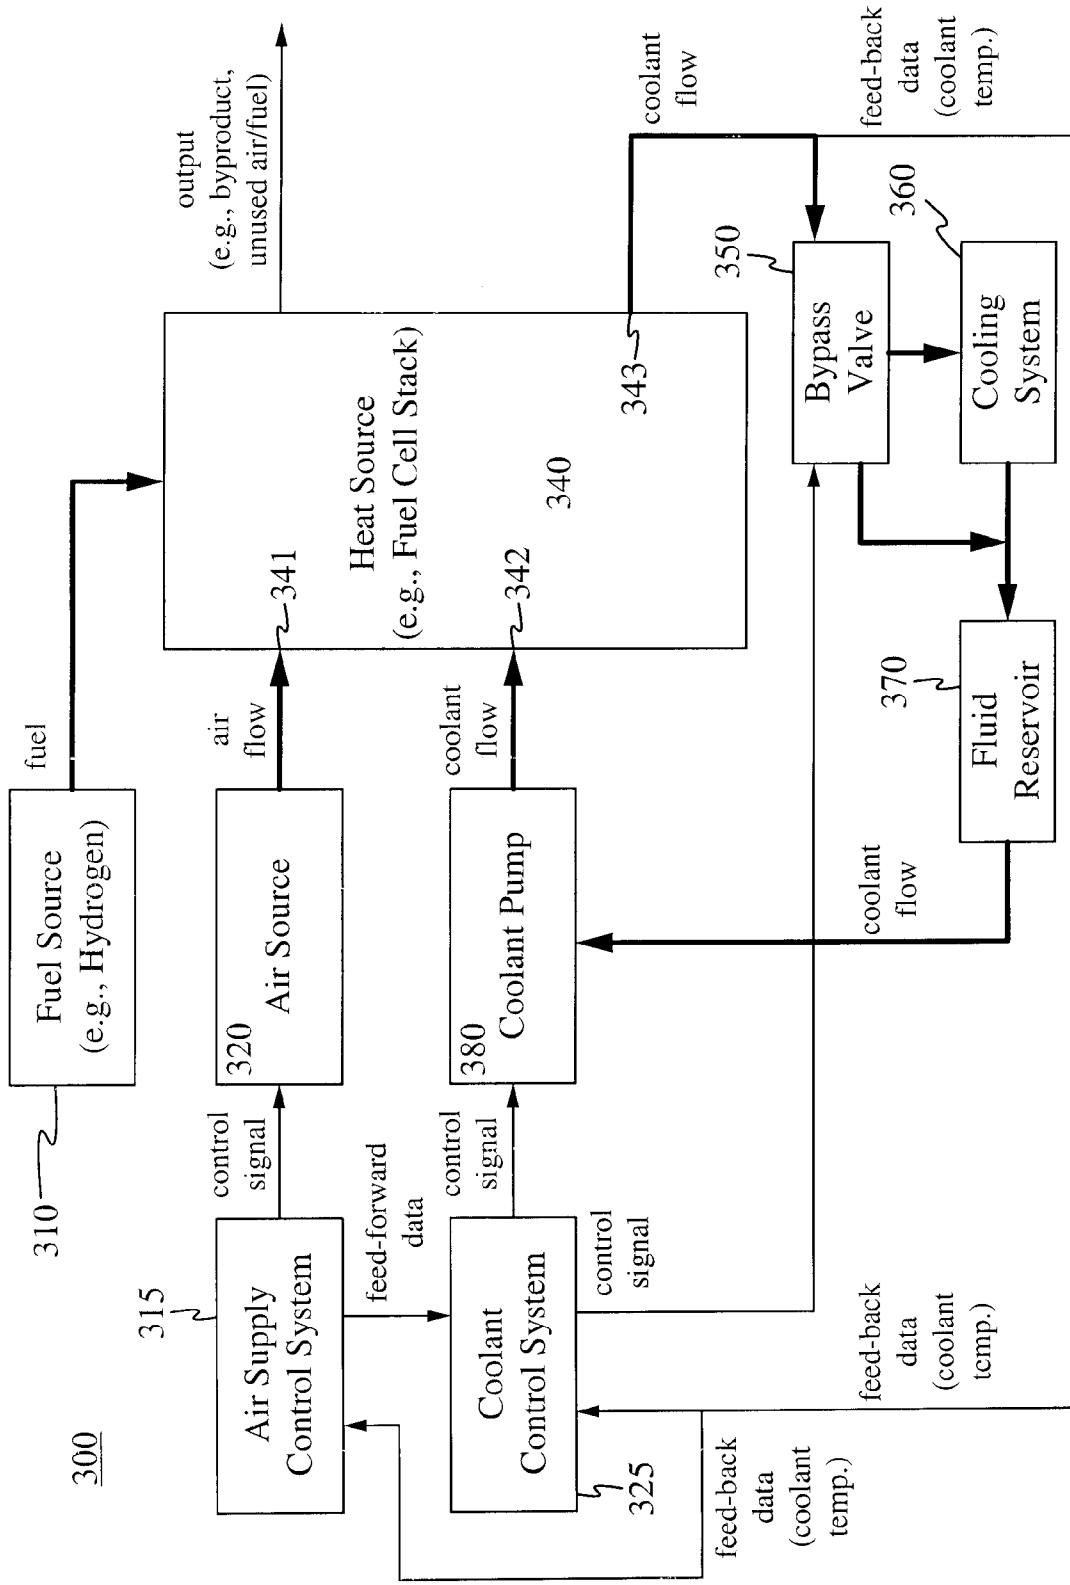 300
310
Fuel Source
(e.g., Hydrogen)
fuel
output
(e.g., byproduct,
unused air/fuel)
315
Air Supply
Control System
control
signal
320
Air Source
air
flow
341
Heat Source
(e.g., Fuel Cell Stack)
340
feed-forward
data
325
Coolant
Control System
control
signal
380
Coolant Pump
coolant
flow
342
343
coolant
flow
control
signal
350
Bypass
Valve
feed-back
data
(coolant
temp.)
360
Cooling
System
370
Fluid
Reservoir
coolant
flow
feed-back
data
(coolant
temp.)
feed-back
data
(coolant
temp.)